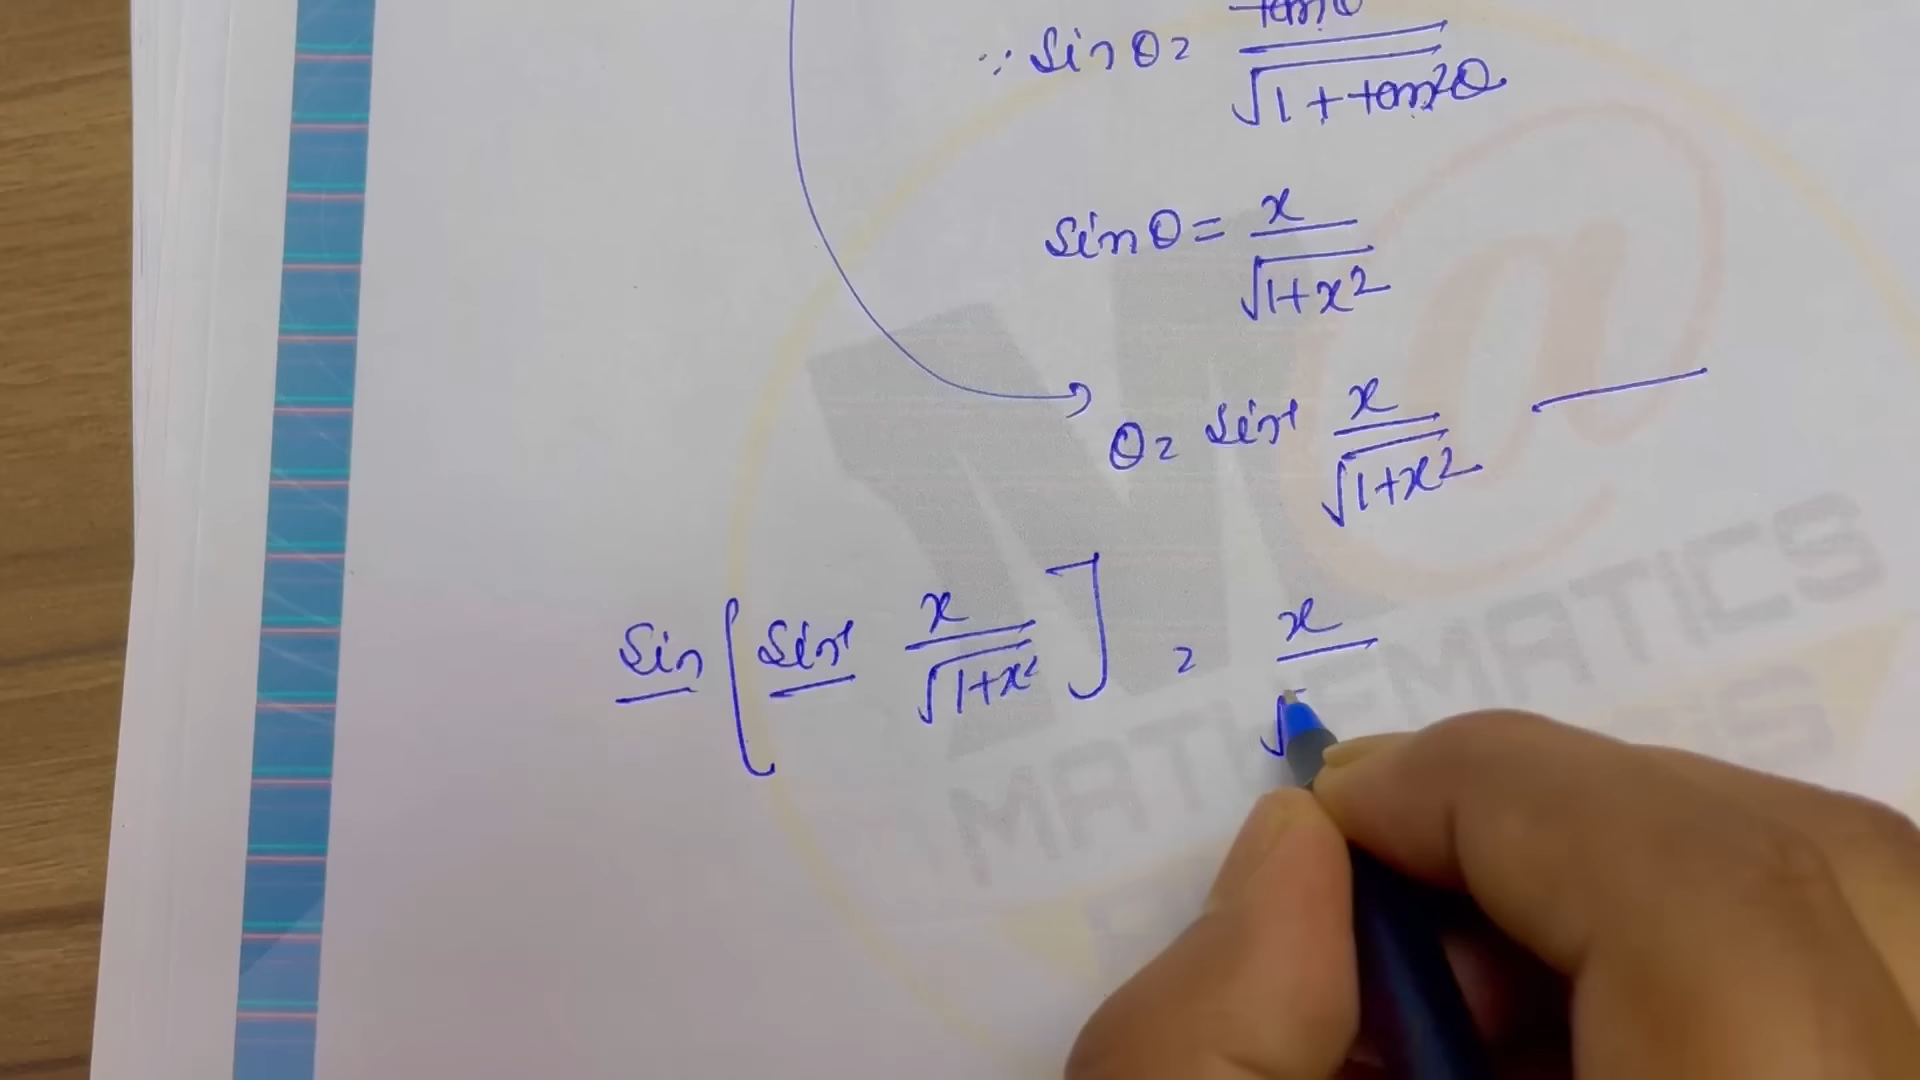 ∵ Sin θ = tan θ / √1 + tan²θ
Sin θ = x / √1+x²
θ = Sin⁻¹ x / √1+x²
Sin [ Sin⁻¹ x / √1+x² ] = x / √
M@
MATHEMATICS